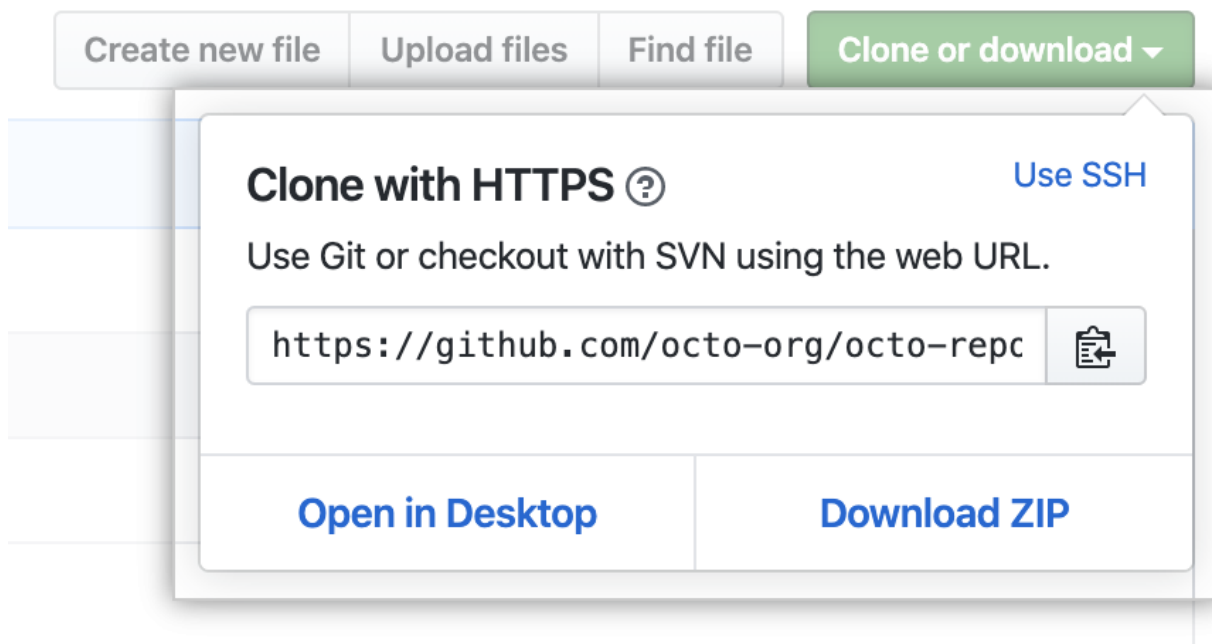 Create new file Upload files Find file Clone or download
Clone with HTTPS ? Use SSH
Use Git or checkout with SVN using the web URL.
https://github.com/octo-org/octo-rep
Open in Desktop Download ZIP